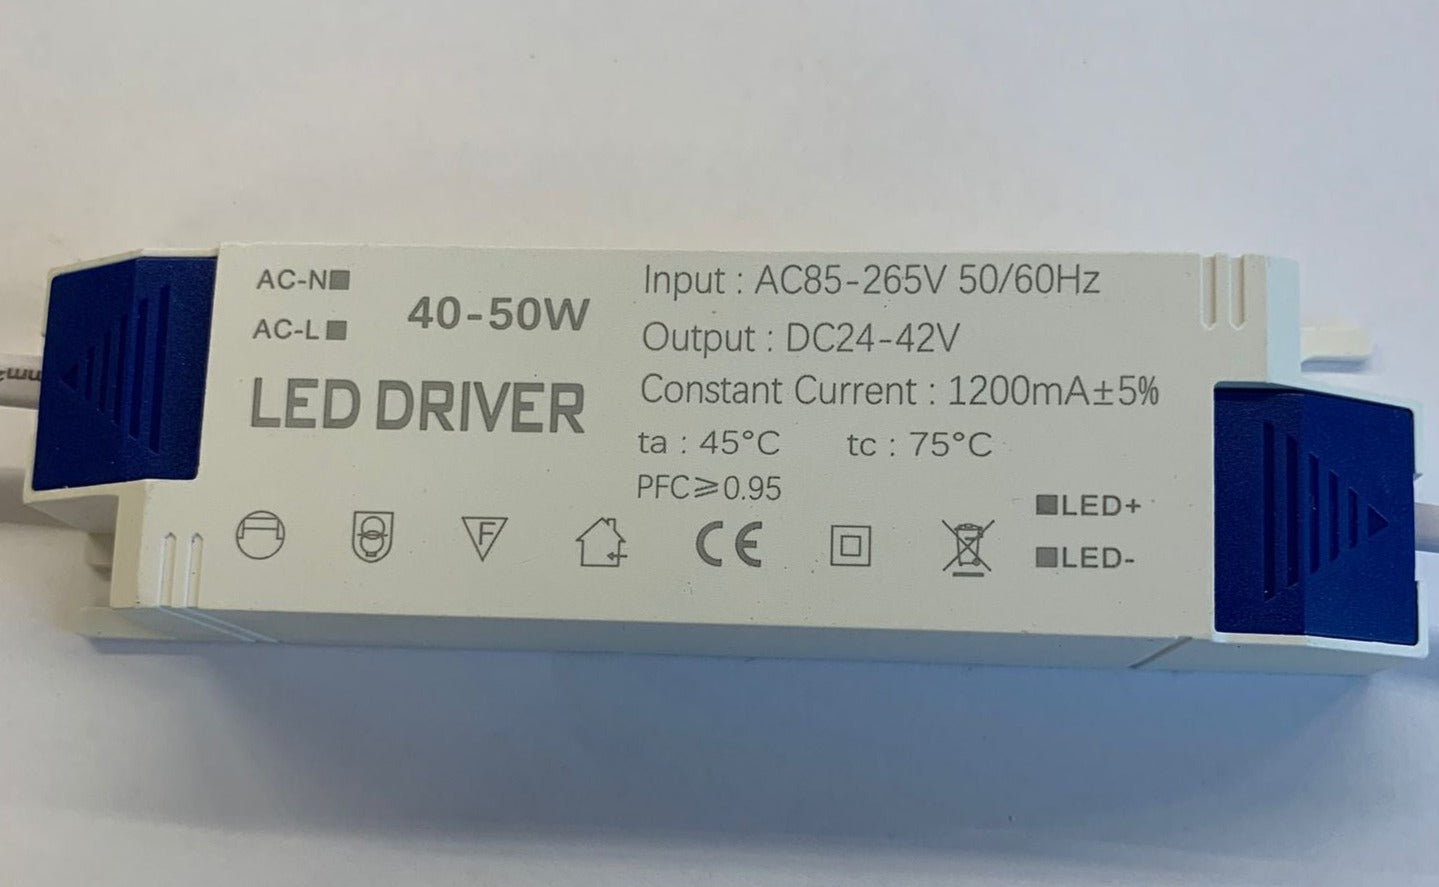 AC-N
AC-L
40-50W
LED DRIVER
Input : AC85-265V 50/60Hz
Output : DC24-42V
Constant Current : 1200mA±5%
ta : 45°C tc : 75°C
PFC⩾0.95
F
CE
LED+
LED-